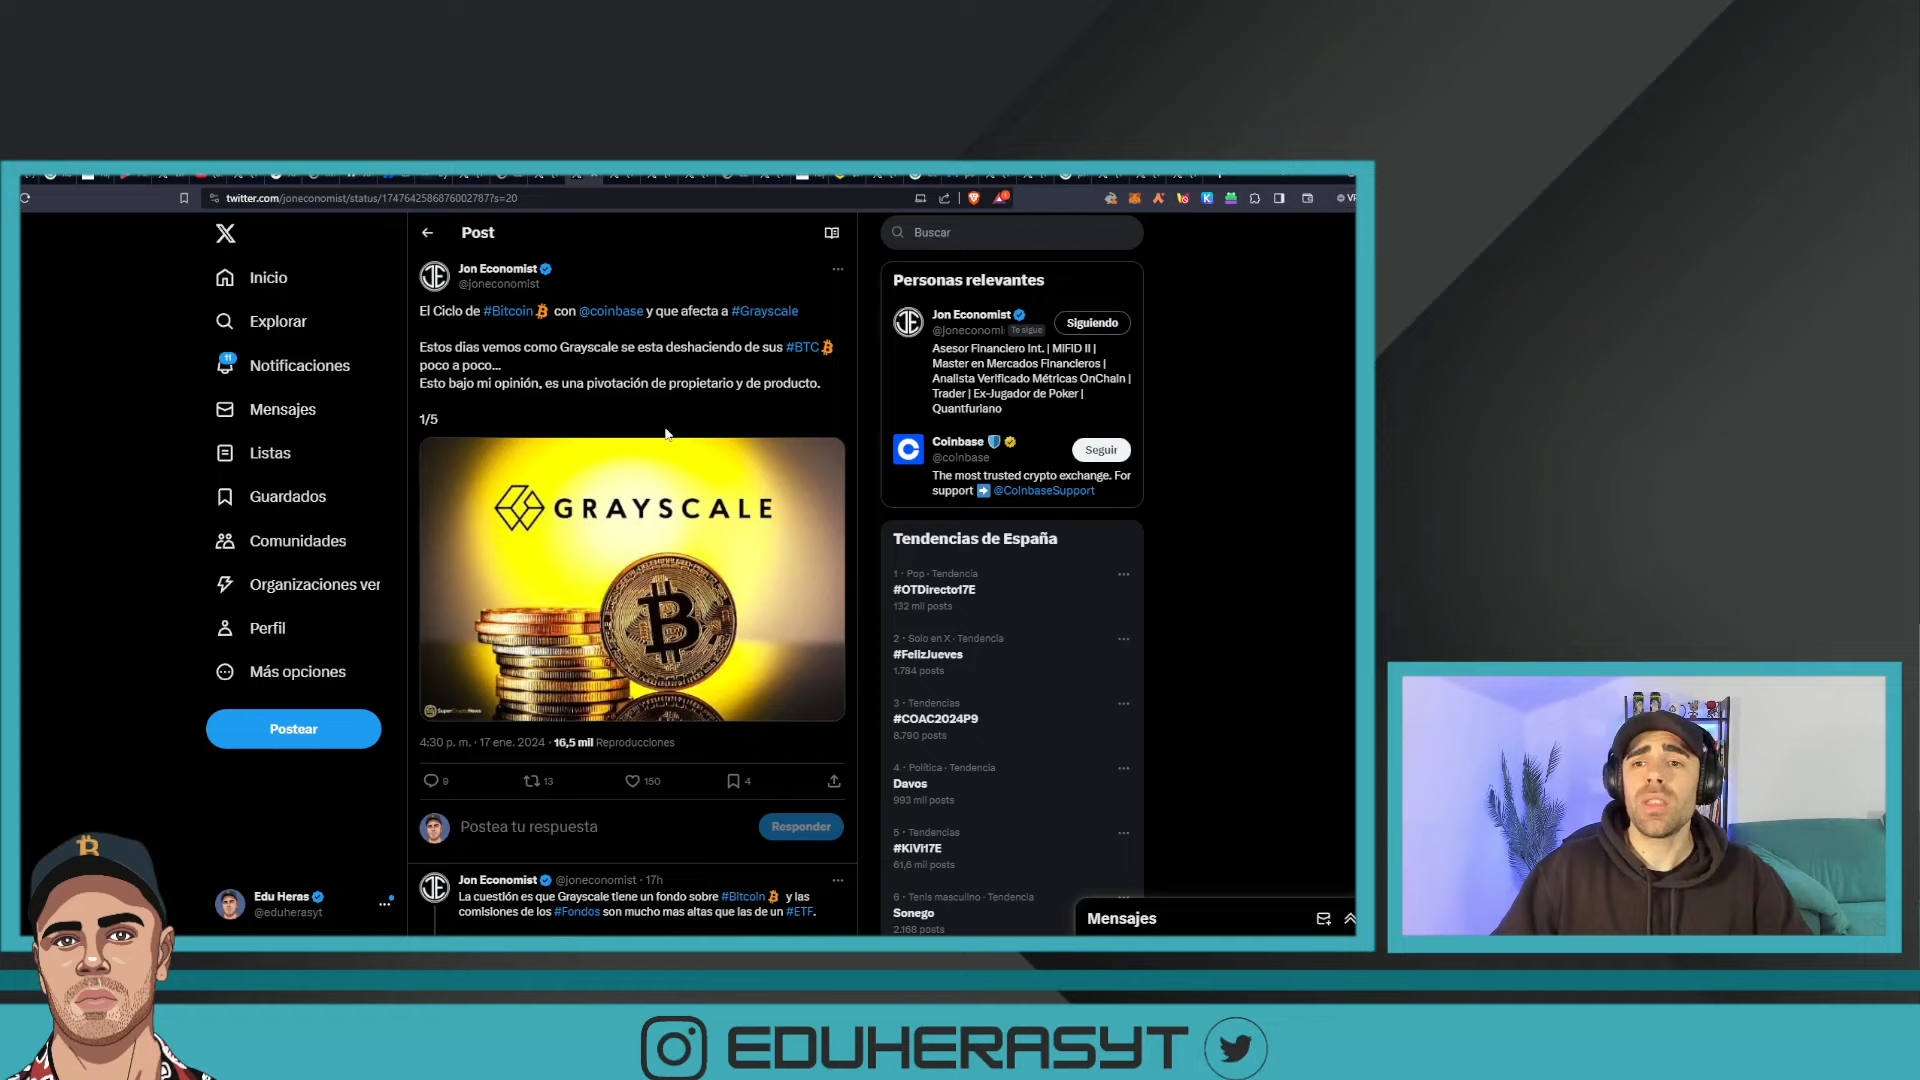 twitter.com/joneconomist/status/1747642586876002787?s=20
Post
Buscar
Jon Economist
@joneconomist
El Ciclo de #Bitcoin con @coinbase y que afecta a #Grayscale
Estos dias vemos como Grayscale se esta deshaciendo de sus #BTC
poco a poco...
Esto bajo mi opinión, es una pivotación de propietario y de producto.
1/5
GRAYSCALE
SuperCryptoNews
4:30 p. m. · 17 ene. 2024 · 16,5 mil Reproducciones
9
13
150
4
Postea tu respuesta
Responder
Jon Economist @joneconomist · 17h
La cuestión es que Grayscale tiene un fondo sobre #Bitcoin y las
comisiones de los #Fondos son mucho mas altas que las de un #ETF.
11
Inicio
Explorar
Notificaciones
Mensajes
Listas
Guardados
Comunidades
Organizaciones ver
Perfil
Más opciones
Postear
Edu Heras
@eduherasyt
Personas relevantes
Jon Economist
@joneconomi: Te sigue
Siguiendo
Asesor Financiero Int. | MiFID II |
Master en Mercados Financieros |
Analista Verificado Métricas OnChain |
Trader | Ex-Jugador de Poker |
Quantfuriano
Coinbase
@coinbase
Seguir
The most trusted crypto exchange. For
support @CoinbaseSupport
Tendencias de España
1 · Pop · Tendencia
#OTDirecto17E
132 mil posts
2 · Solo en X · Tendencia
#FelizJueves
1.784 posts
3 · Tendencias
#COAC2024P9
8.790 posts
4 · Política · Tendencia
Davos
993 mil posts
5 · Tendencias
#KiVi17E
61,6 mil posts
6 · Tenis masculino · Tendencia
Sonego
2.168 posts
Mensajes
EDUHERASYT